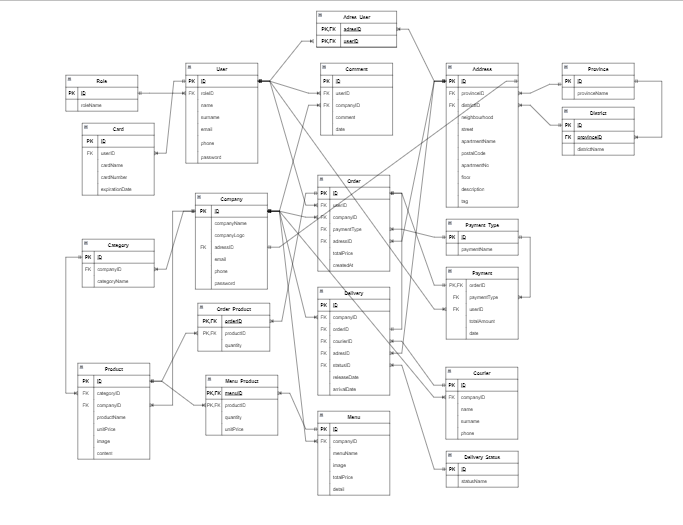 Adres User
PK,FK adresID
PK,FK userID
User
PK ID
FK roleID
name
surname
email
phone
password
Comment
PK ID
FK userID
FK companyID
comment
date
Address
PK ID
FK provinceID
FK districtID
neighbourhood
street
apartmentName
postalCode
apartmentNo
floor
description
tag
Province
PK ID
provinceName
District
PK ID
FK provinceID
districtName
Role
PK ID
roleName
Card
PK ID
FK userID
cardName
cardNumber
expirationDate
Order
PK ID
FK userID
FK companyID
FK paymentType
FK adresID
totalPrice
createdAt
Company
PK ID
companyName
companyLogo
FK adressID
email
phone
password
Payment Type
PK ID
paymentName
Category
PK ID
FK companyID
categoryName
Payment
PK,FK orderID
FK paymentType
FK userID
totalAmount
date
Delivery
PK ID
FK companyID
FK orderID
FK courierID
FK adresID
FK statusID
releaseDate
arrivalDate
Order Product
PK,FK orderID
PK,FK productID
quantity
Product
PK ID
FK categoryID
FK companyID
productName
unitPrice
image
content
Menu Product
PK,FK menuID
PK,FK productID
quantity
unitPrice
Courier
PK ID
FK companyID
name
surname
phone
Menu
PK ID
FK companyID
menuName
image
totalPrice
detail
Delivery Status
PK ID
statusName